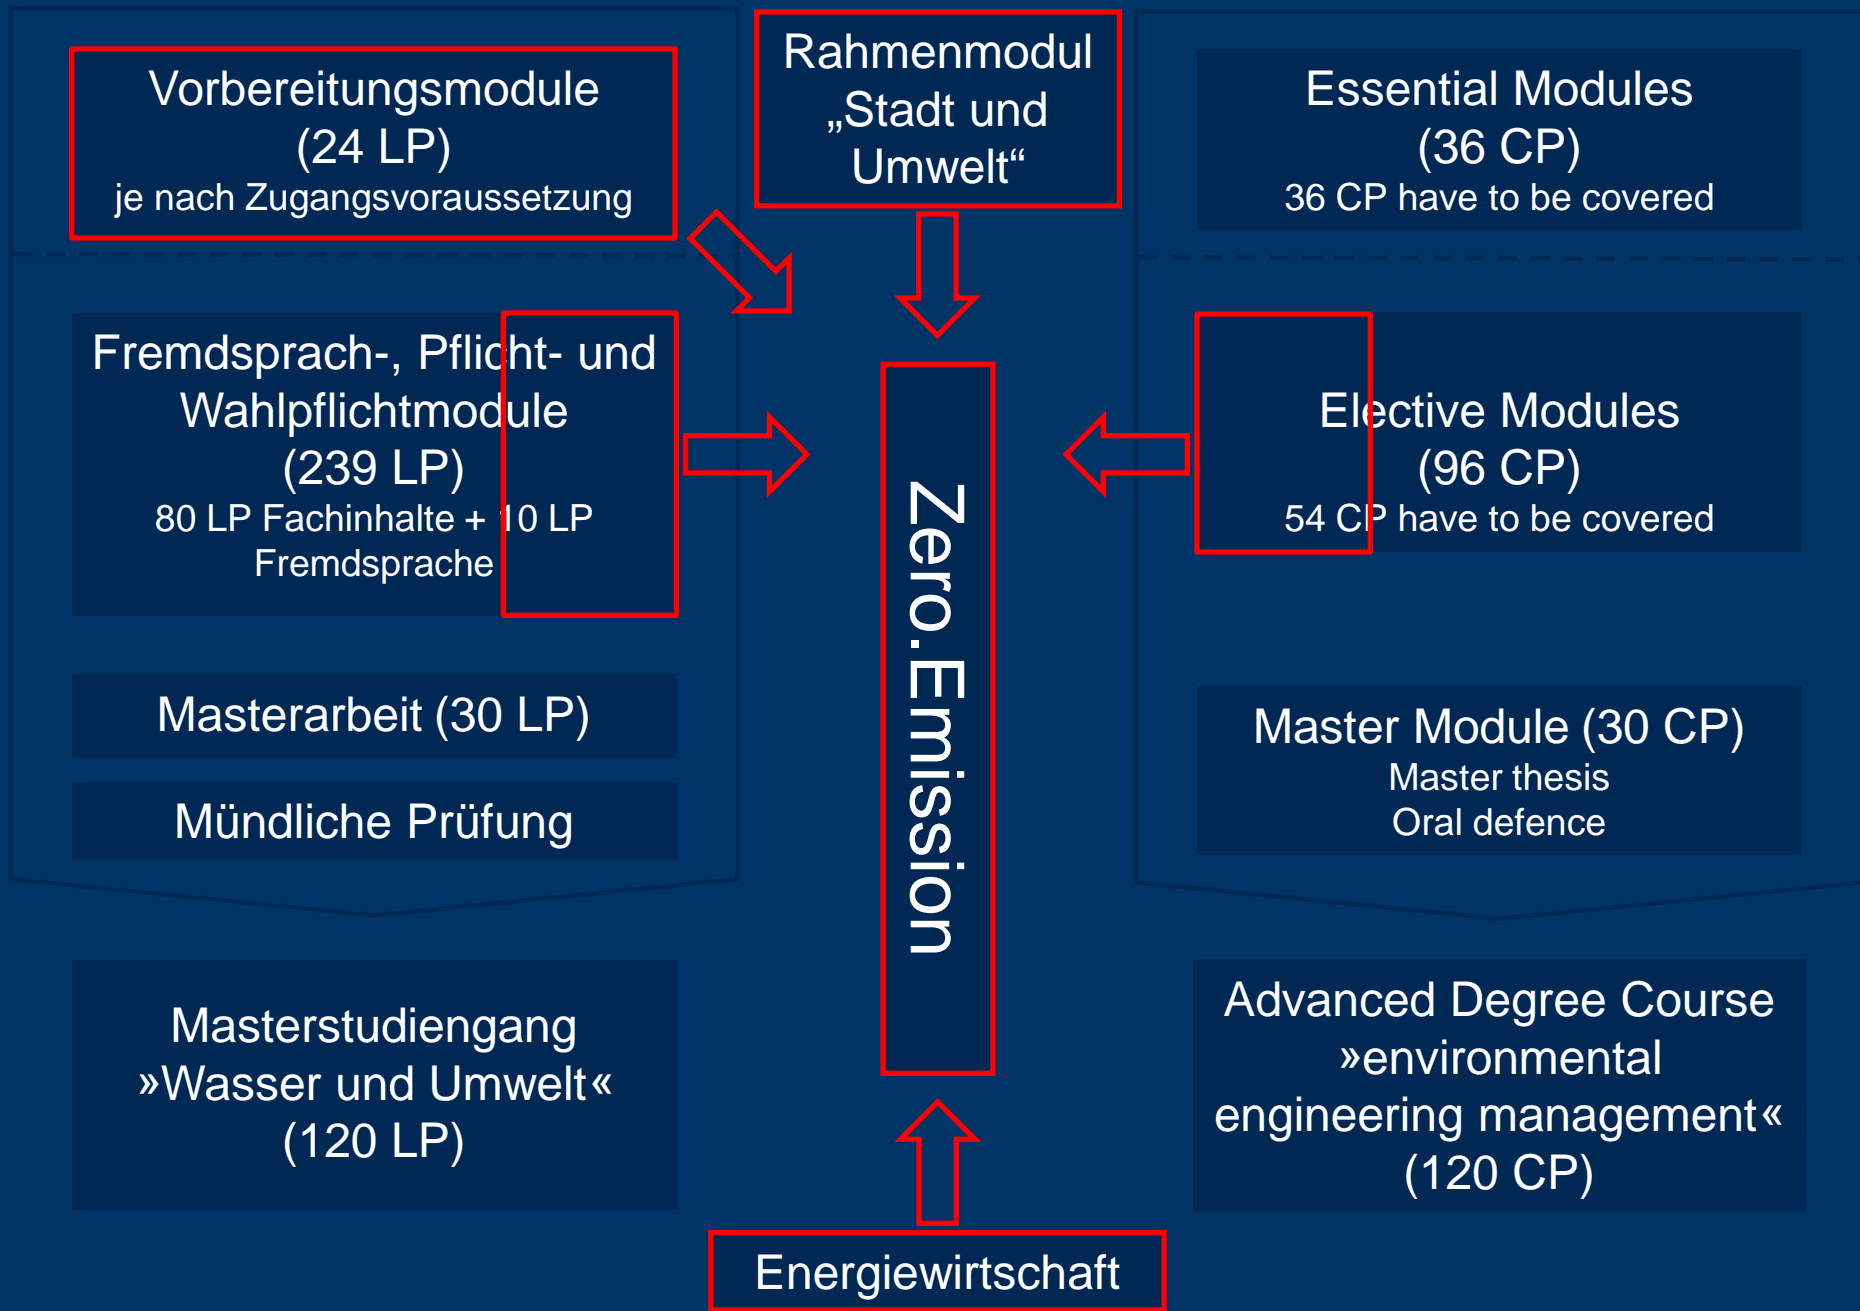 Vorbereitungsmodule
(24 LP)
je nach Zugangsvoraussetzung
Fremdsprach-, Pflicht- und
Wahlpflichtmodule
(239 LP)
80 LP Fachinhalte + 10 LP
Fremdsprache
Masterarbeit (30 LP)
Mündliche Prüfung
Masterstudiengang
»Wasser und Umwelt«
(120 LP)
Rahmenmodul
„Stadt und
Umwelt“
Zero.Emission
Energiewirtschaft
Essential Modules
(36 CP)
36 CP have to be covered
Elective Modules
(96 CP)
54 CP have to be covered
Master Module (30 CP)
Master thesis
Oral defence
Advanced Degree Course
»environmental
engineering management«
(120 CP)